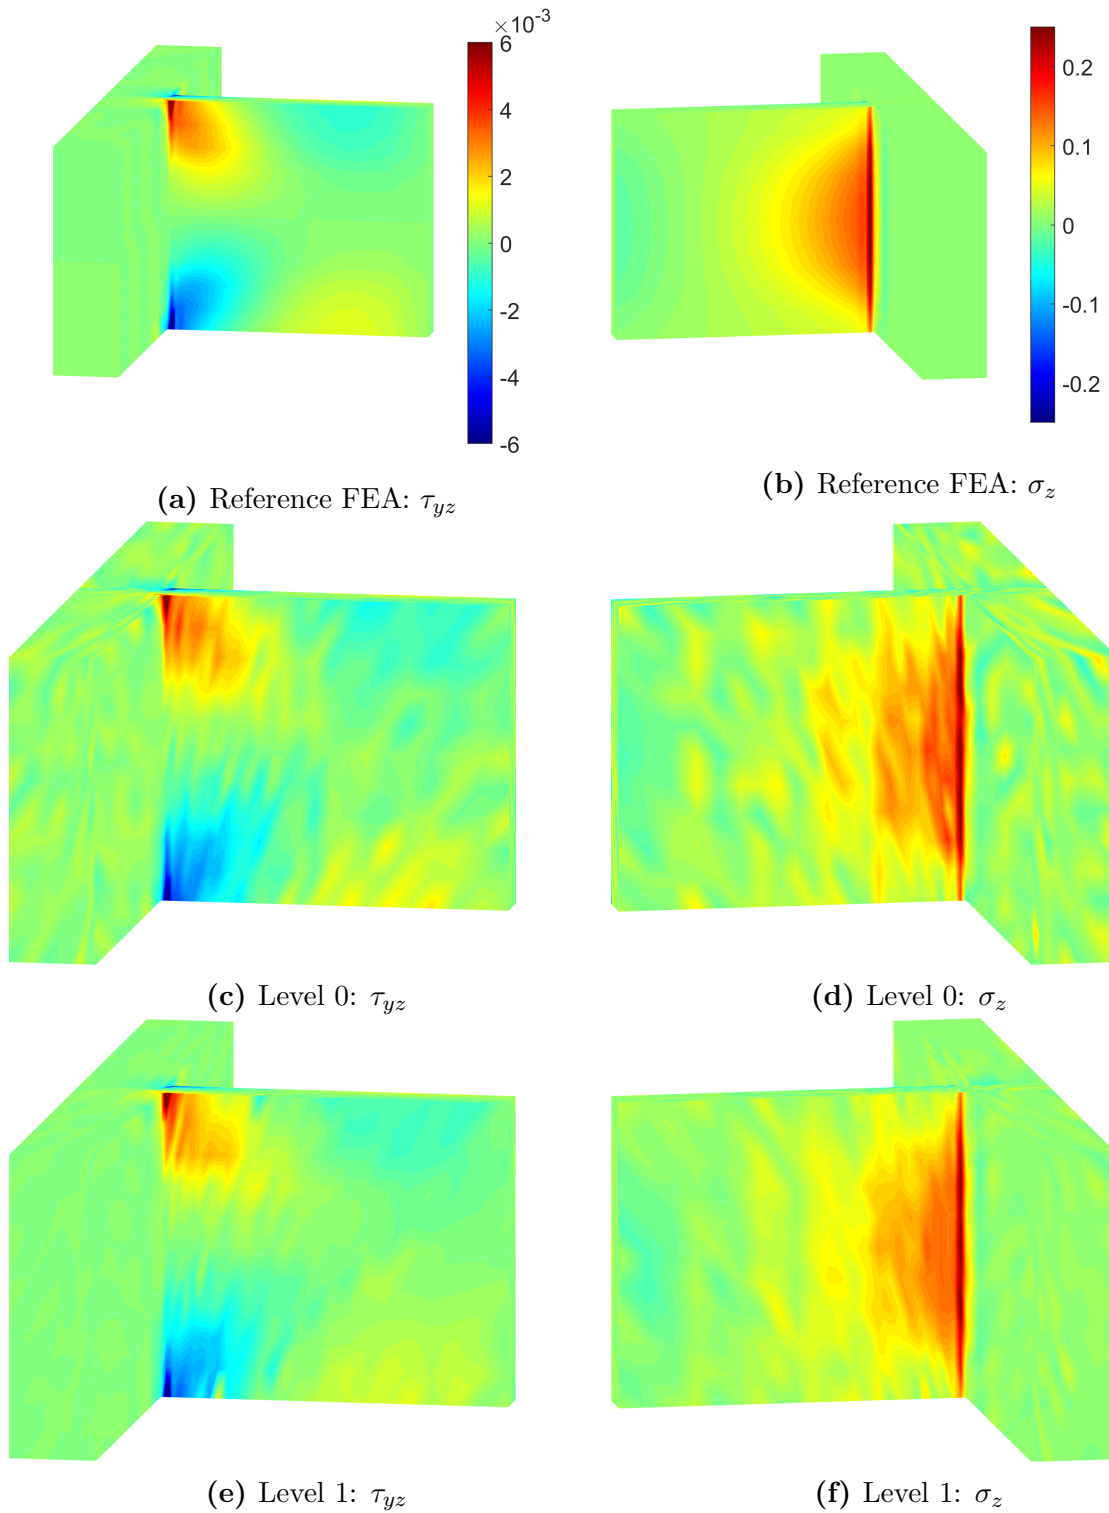 ×10⁻³
6
4
2
0
-2
-4
-6
0.2
0.1
0
-0.1
-0.2
(a) Reference FEA: τ_yz
(b) Reference FEA: σ_z
(c) Level 0: τ_yz
(d) Level 0: σ_z
(e) Level 1: τ_yz
(f) Level 1: σ_z